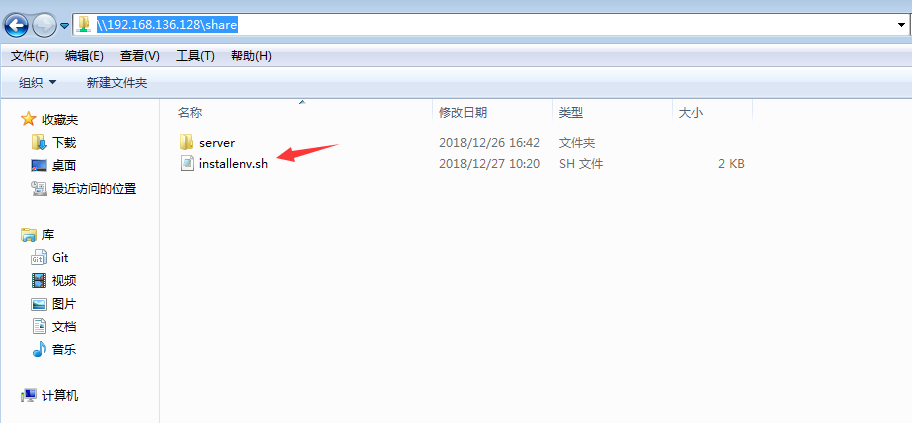 \\192.168.136.128\share
文件(F) 编辑(E) 查看(V) 工具(T) 帮助(H)
组织 新建文件夹
收藏夹
下载
桌面
最近访问的位置
库
Git
视频
图片
文档
音乐
计算机
名称 修改日期 类型 大小
server 2018/12/26 16:42 文件夹
installenv.sh 2018/12/27 10:20 SH 文件 2 KB